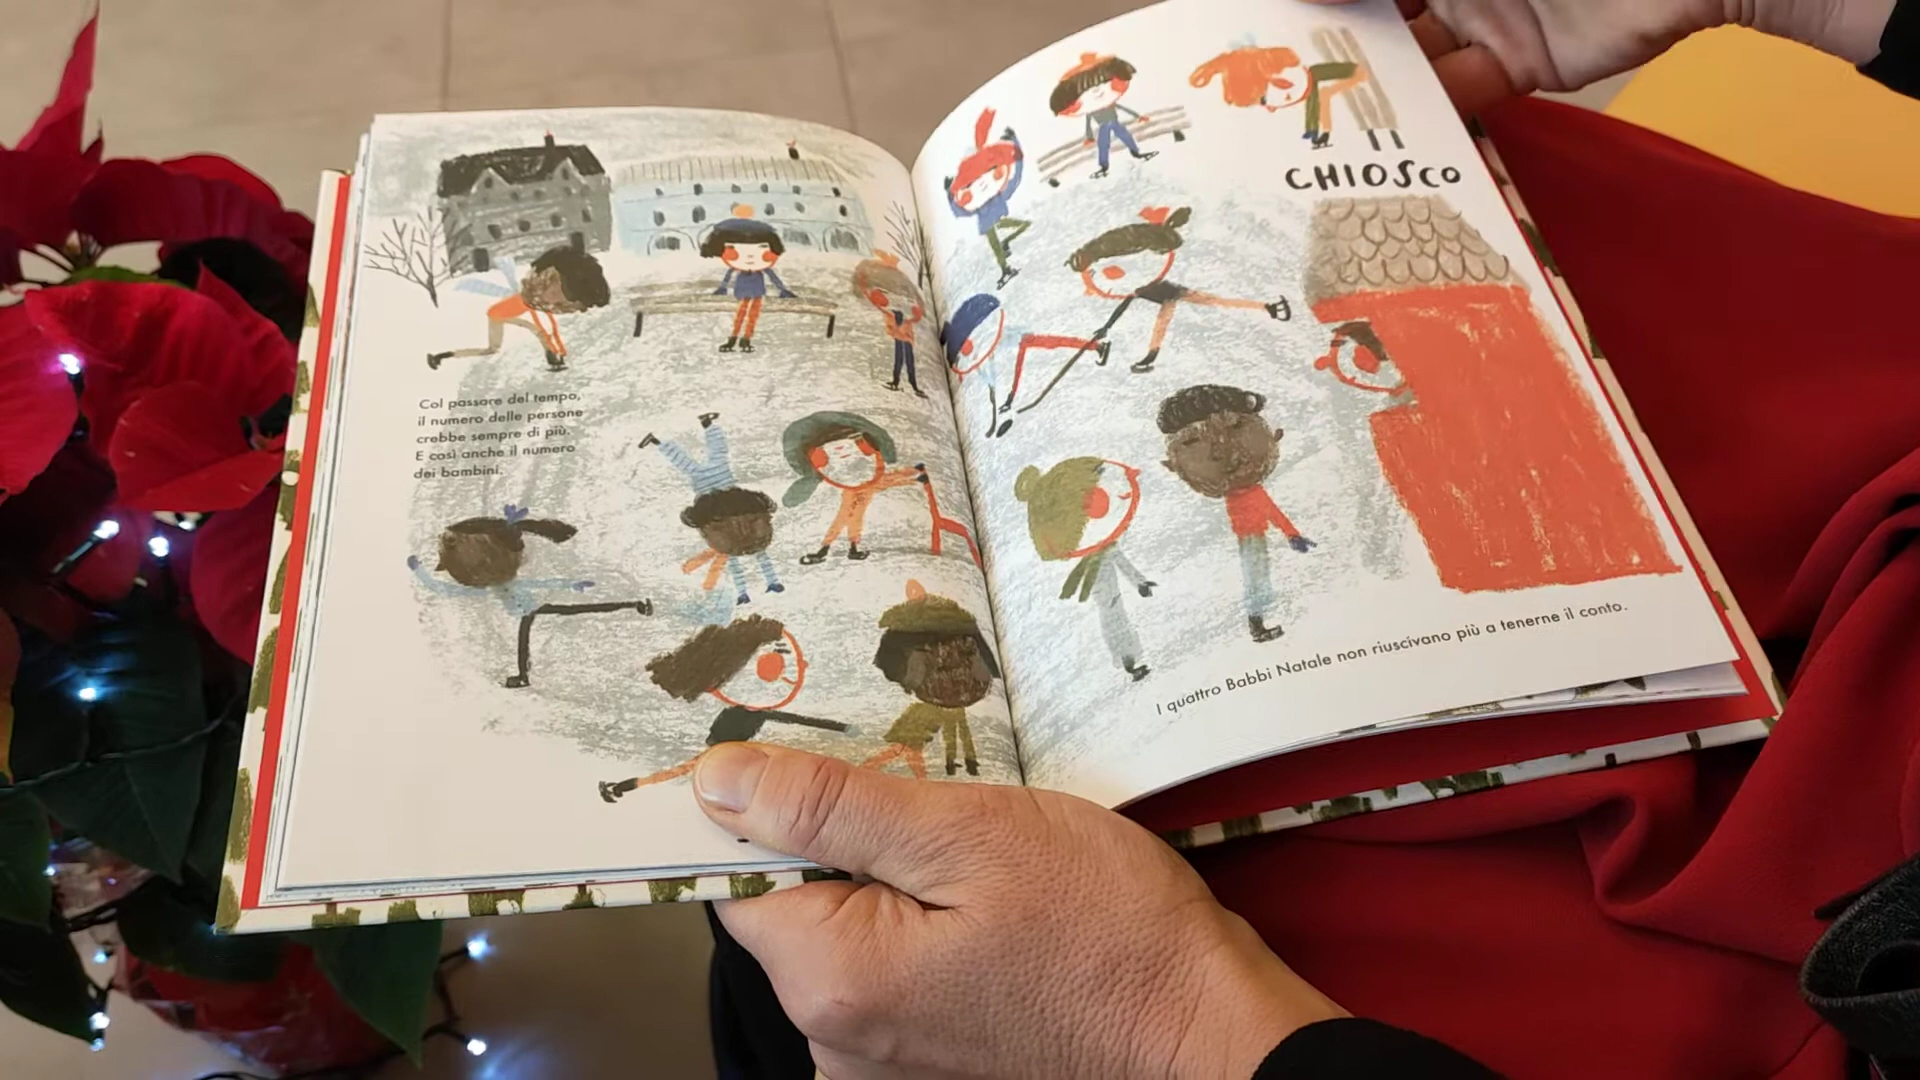 Col passare del tempo,
il numero delle persone
crebbe sempre di più.
E così anche il numero
dei bambini.
CHIOSCO
I quattro Babbi Natale non riuscivano più a tenerne il conto.